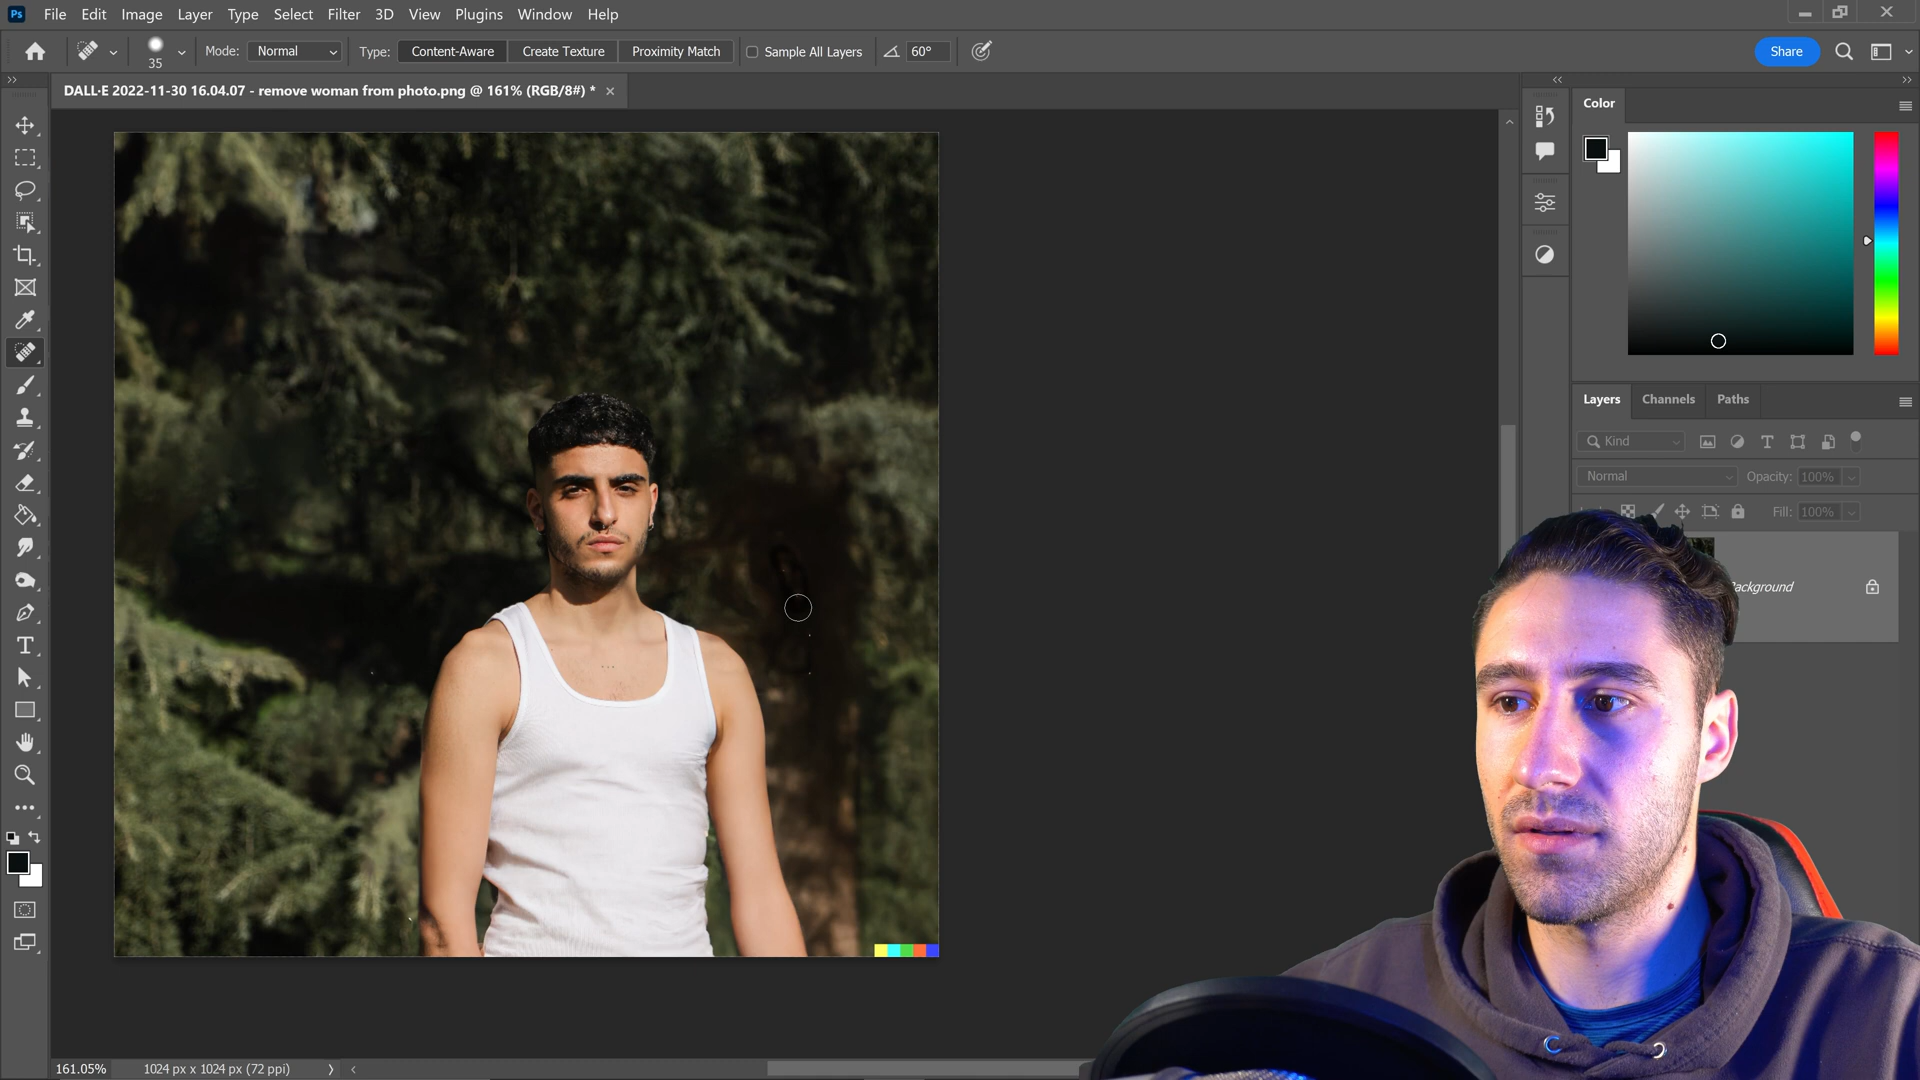 Ps File Edit Image Layer Type Select Filter 3D View Plugins Window Help
35 Mode: Normal Type: Content-Aware Create Texture Proximity Match Sample All Layers 60° Share
DALL·E 2022-11-30 16.04.07 - remove woman from photo.png @ 161% (RGB/8#) * ×
Color
Layers Channels Paths
Kind
Normal Opacity: 100%
Fill: 100%
Background
161.05% 1024 px x 1024 px (72 ppi)